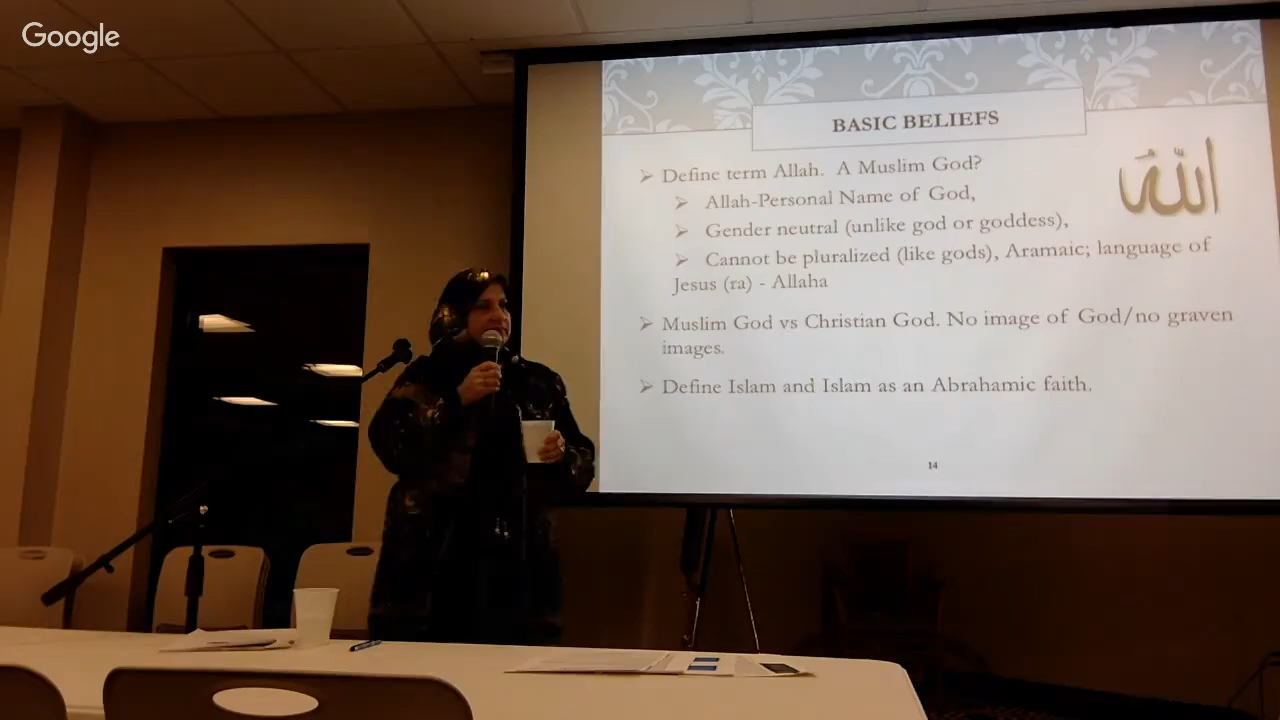 Google
BASIC BELIEFS
➢ Define term Allah. A Muslim God?
➢ Allah-Personal Name of God,
➢ Gender neutral (unlike god or goddess),
➢ Cannot be pluralized (like gods), Aramaic; language of
Jesus (ra) - Allaha
➢ Muslim God vs Christian God. No image of God/no graven
images.
➢ Define Islam and Islam as an Abrahamic faith.
الله
14